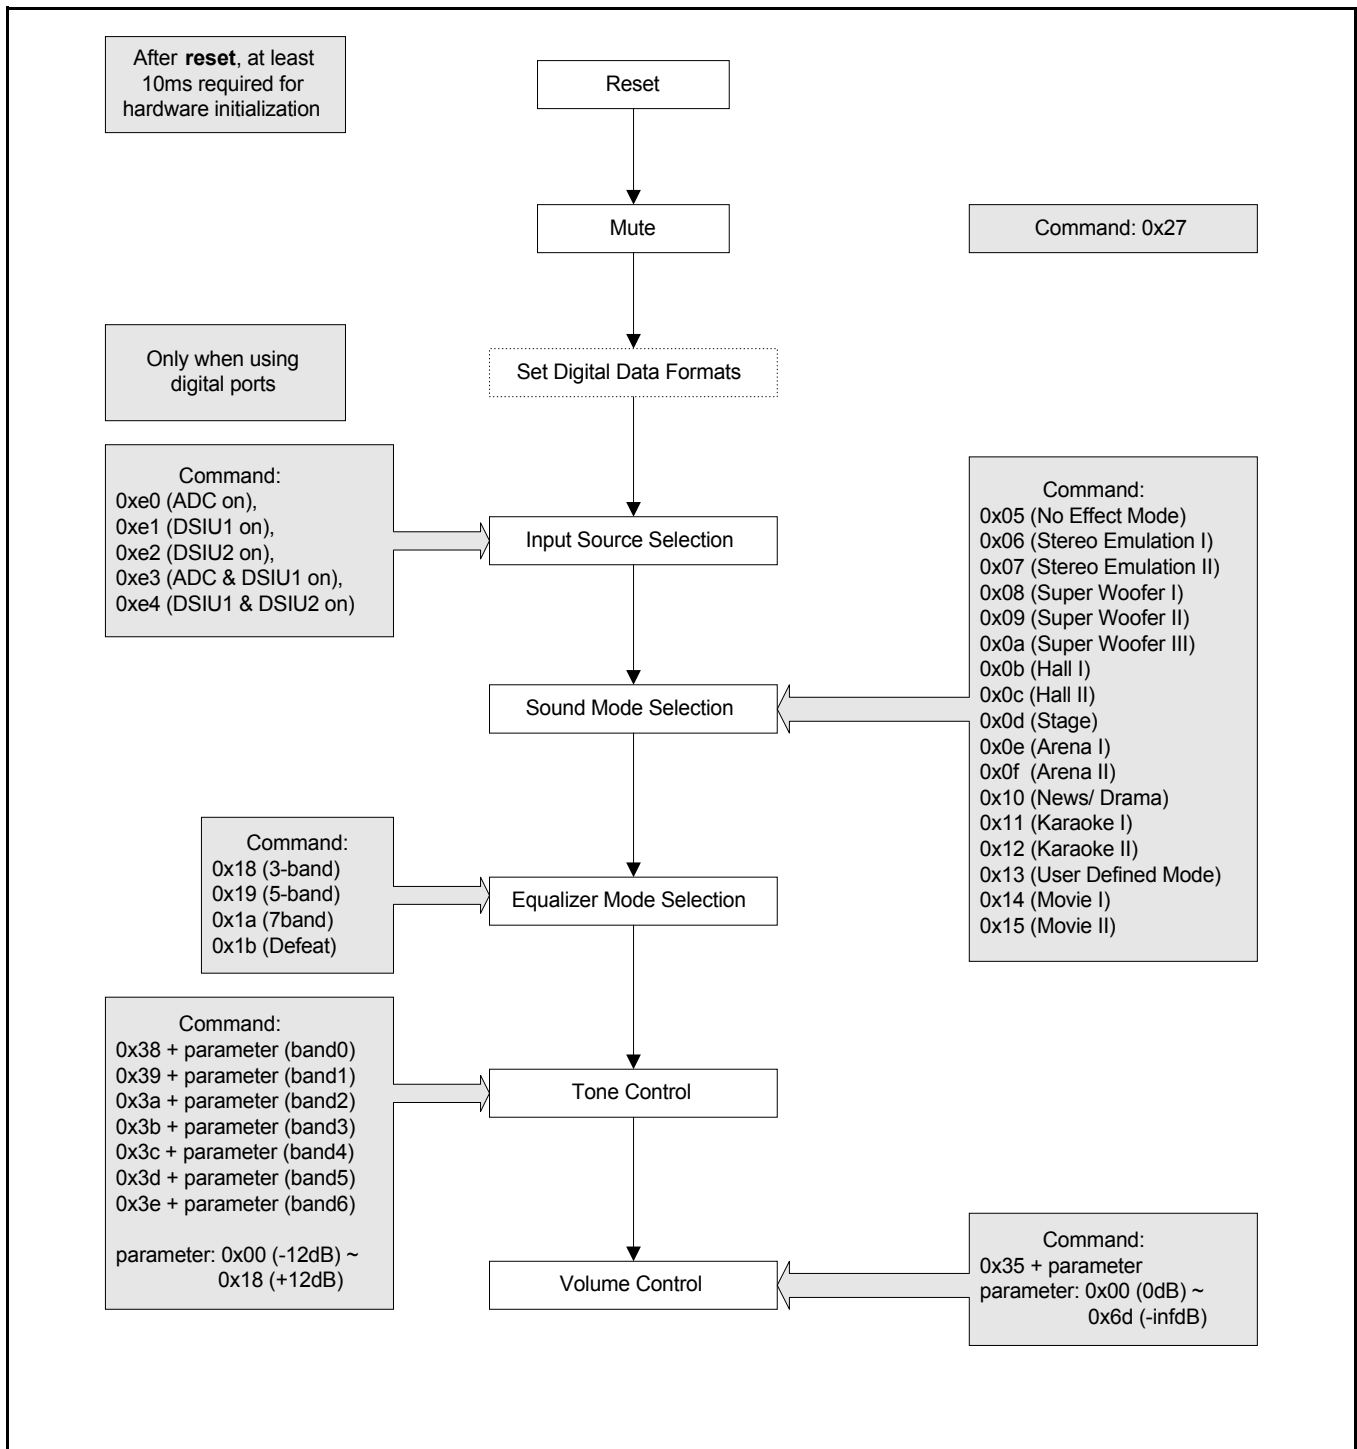 After reset, at least
10ms required for
hardware initialization
Reset
Mute
Command: 0x27
Only when using
digital ports
Set Digital Data Formats
Command:
0xe0 (ADC on),
0xe1 (DSIU1 on),
0xe2 (DSIU2 on),
0xe3 (ADC & DSIU1 on),
0xe4 (DSIU1 & DSIU2 on)
Input Source Selection
Command:
0x05 (No Effect Mode)
0x06 (Stereo Emulation I)
0x07 (Stereo Emulation II)
0x08 (Super Woofer I)
0x09 (Super Woofer II)
0x0a (Super Woofer III)
0x0b (Hall I)
0x0c (Hall II)
0x0d (Stage)
0x0e (Arena I)
0x0f (Arena II)
0x10 (News/ Drama)
0x11 (Karaoke I)
0x12 (Karaoke II)
0x13 (User Defined Mode)
0x14 (Movie I)
0x15 (Movie II)
Sound Mode Selection
Command:
0x18 (3-band)
0x19 (5-band)
0x1a (7band)
0x1b (Defeat)
Equalizer Mode Selection
Command:
0x38 + parameter (band0)
0x39 + parameter (band1)
0x3a + parameter (band2)
0x3b + parameter (band3)
0x3c + parameter (band4)
0x3d + parameter (band5)
0x3e + parameter (band6)
parameter: 0x00 (-12dB) ~
0x18 (+12dB)
Tone Control
Volume Control
Command:
0x35 + parameter
parameter: 0x00 (0dB) ~
0x6d (-infdB)